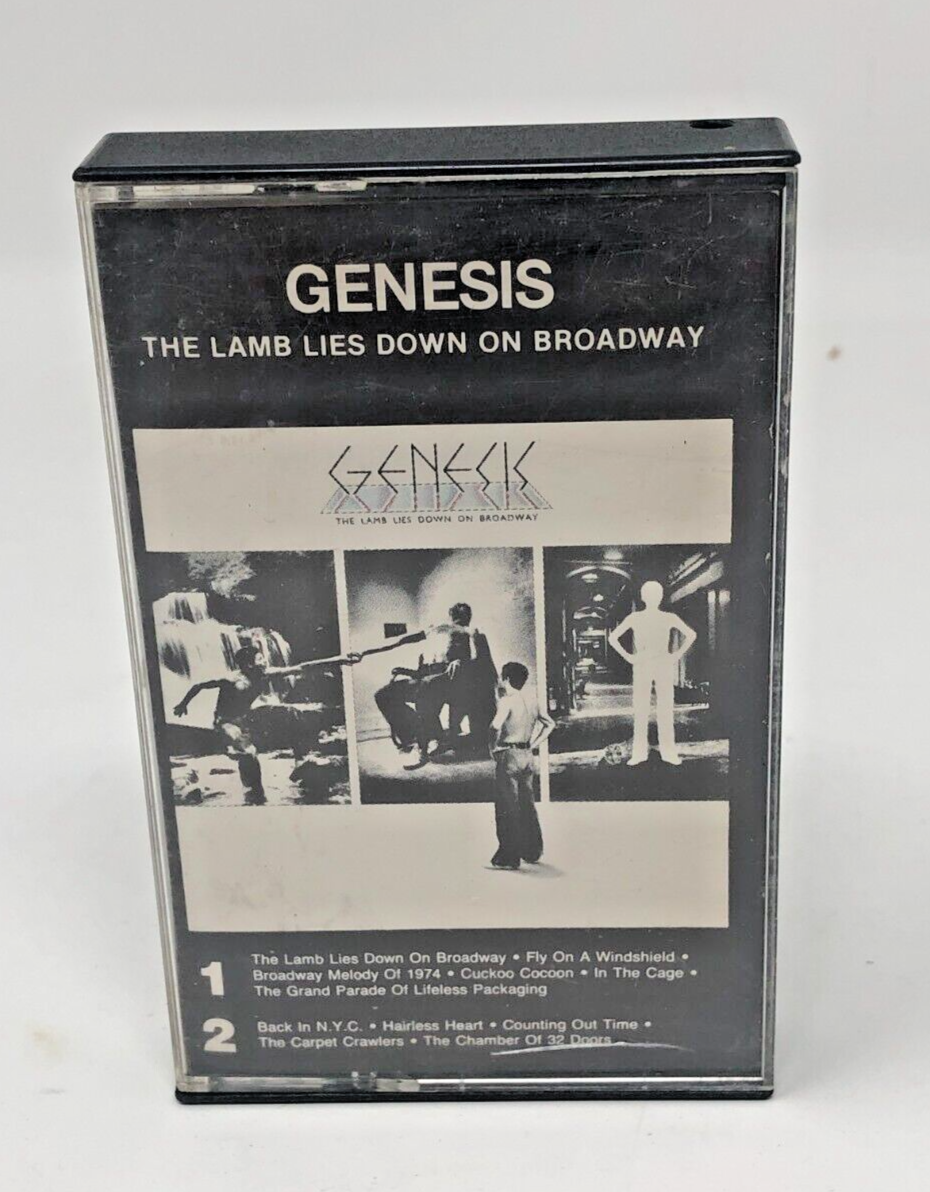 GENESIS
THE LAMB LIES DOWN ON BROADWAY
GENESIS
THE LAMB LIES DOWN ON BROADWAY
1
The Lamb Lies Down On Broadway • Fly On A Windshield •
Broadway Melody Of 1974 • Cuckoo Cocoon • In The Cage •
The Grand Parade Of Lifeless Packaging
2
Back In N.Y.C. • Hairless Heart • Counting Out Time •
The Carpet Crawlers • The Chamber Of 32 Doors